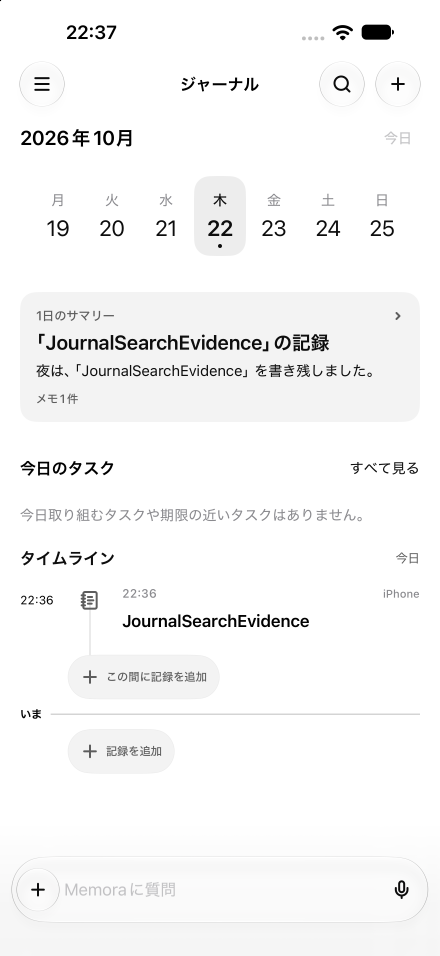 22:37
ジャーナル
2026年10月
今日
月 火 水 木 金 土 日
19 20 21 22 23 24 25
1日のサマリー
「JournalSearchEvidence」の記録
夜は、「JournalSearchEvidence」を書き残しました。
メモ1件
今日のタスク
すべて見る
今日取り組むタスクや期限の近いタスクはありません。
タイムライン
今日
22:36
22:36
iPhone
JournalSearchEvidence
この間に記録を追加
いま
記録を追加
Memoraに質問